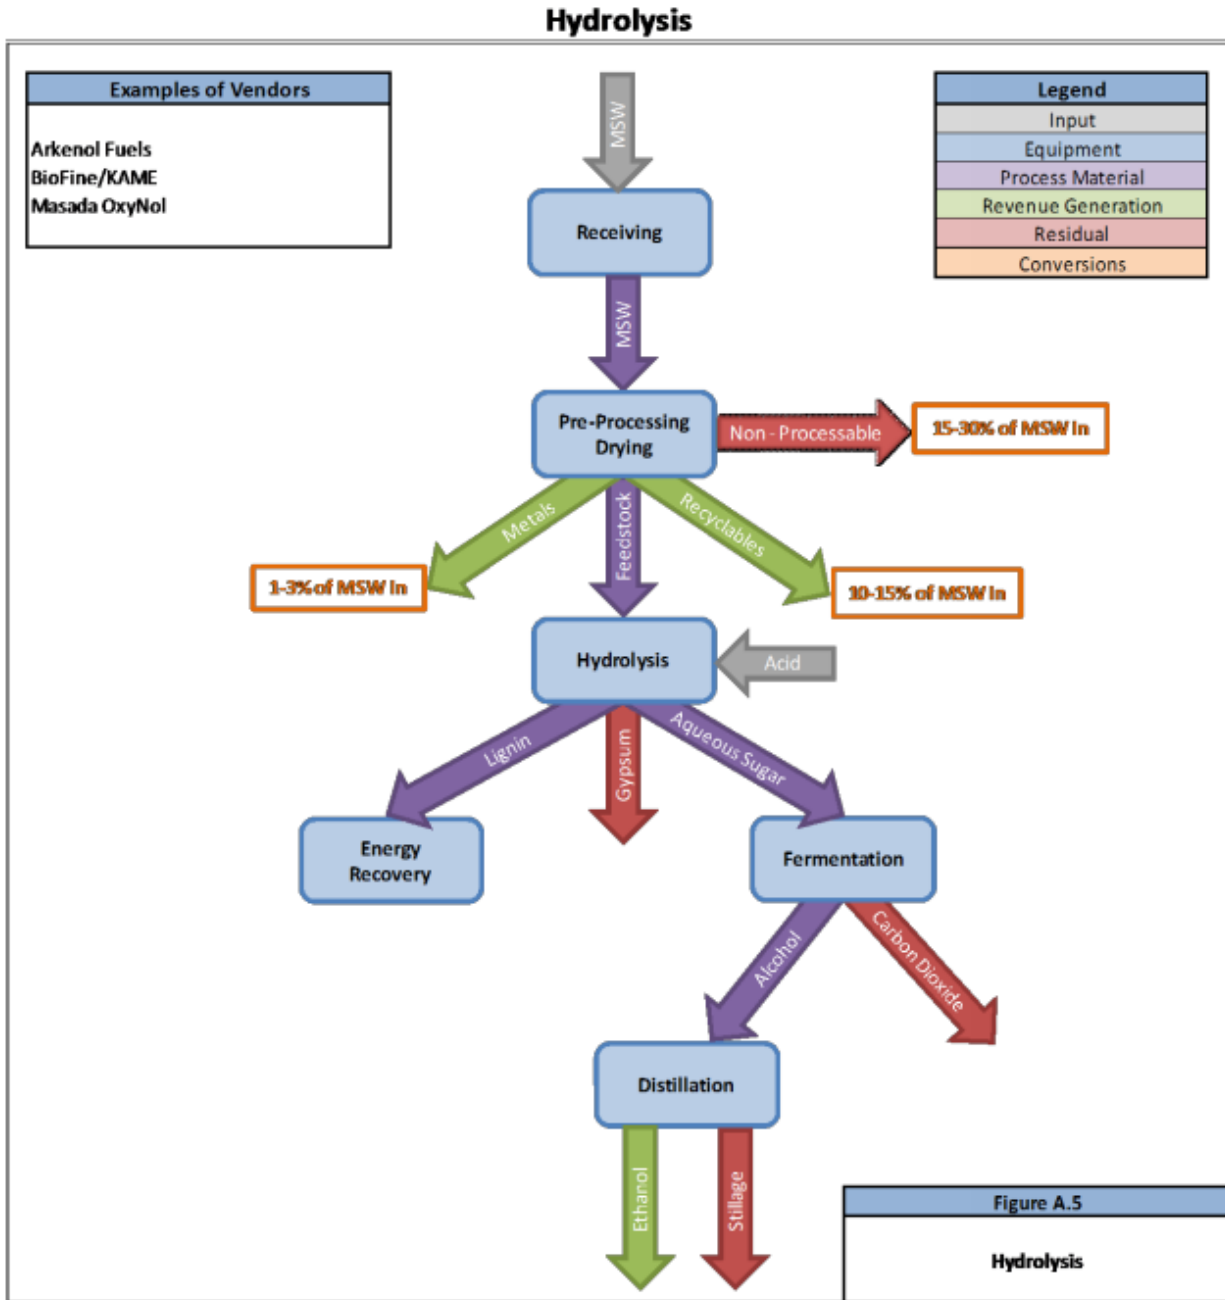 Hydrolysis
Examples of Vendors
Arkenol Fuels
BioFine/KAME
Masada OxyNol
Legend
Input
Equipment
Process Material
Revenue Generation
Residual
Conversions
MSW
Receiving
MSW
Pre-Processing
Drying
Non - Processable
15-30% of MSW In
Metals
Feedstock
Recyclables
1-3% of MSW In
10-15% of MSW In
Hydrolysis
Acid
Lignin
Gypsum
Aqueous Sugar
Energy
Recovery
Fermentation
Alcohol
Carbon Dioxide
Distillation
Ethanol
Stillage
Figure A.5
Hydrolysis